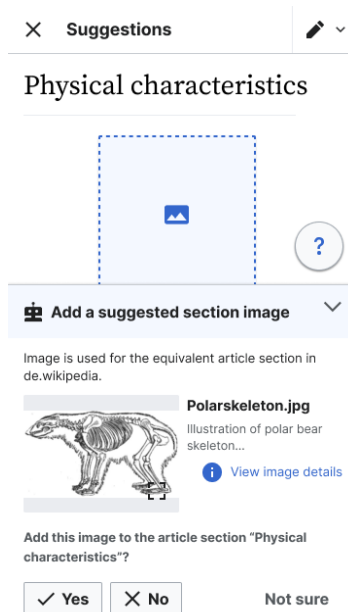 Suggestions
Physical characteristics
?
Add a suggested section image
Image is used for the equivalent article section in
de.wikipedia.
Polarskeleton.jpg
Illustration of polar bear
skeleton...
i View image details
Add this image to the article section “Physical
characteristics”?
Yes No Not sure